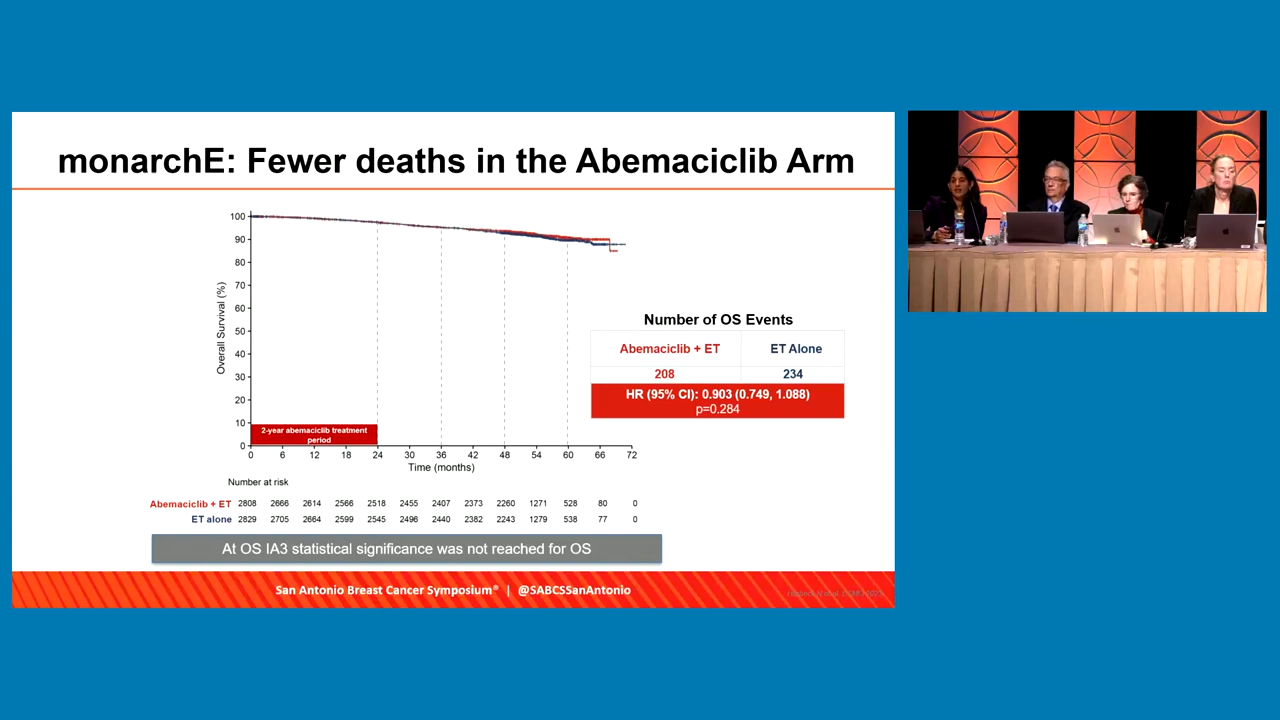 monarchE: Fewer deaths in the Abemaciclib Arm
100
90
80
70
60
50
40
30
20
10
0
Overall Survival (%)
2-year abemaciclib treatment
period
0 6 12 18 24 30 36 42 48 54 60 66 72
Time (months)
Number of OS Events
Abemaciclib + ET ET Alone
208 234
HR (95% CI): 0.903 (0.749, 1.088)
p=0.284
Number at risk
Abemaciclib + ET 2808 2666 2614 2566 2518 2455 2407 2373 2260 1271 528 80 0
ET alone 2829 2705 2664 2599 2545 2496 2440 2382 2243 1279 538 77 0
At OS IA3 statistical significance was not reached for OS
San Antonio Breast Cancer Symposium® | @SABCSSanAntonio